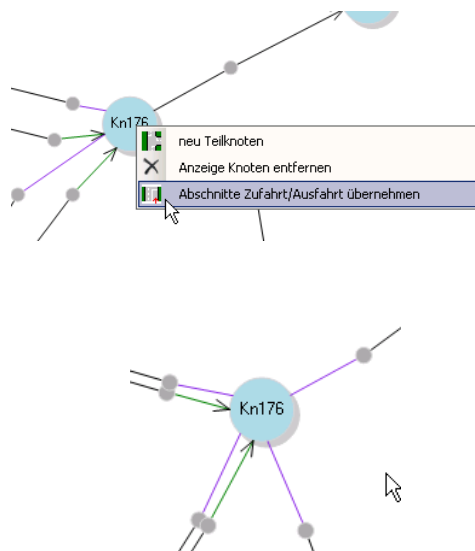 Kn176
neu Teilknoten
Anzeige Knoten entfernen
Abschnitte Zufahrt/Ausfahrt übernehmen
Kn176